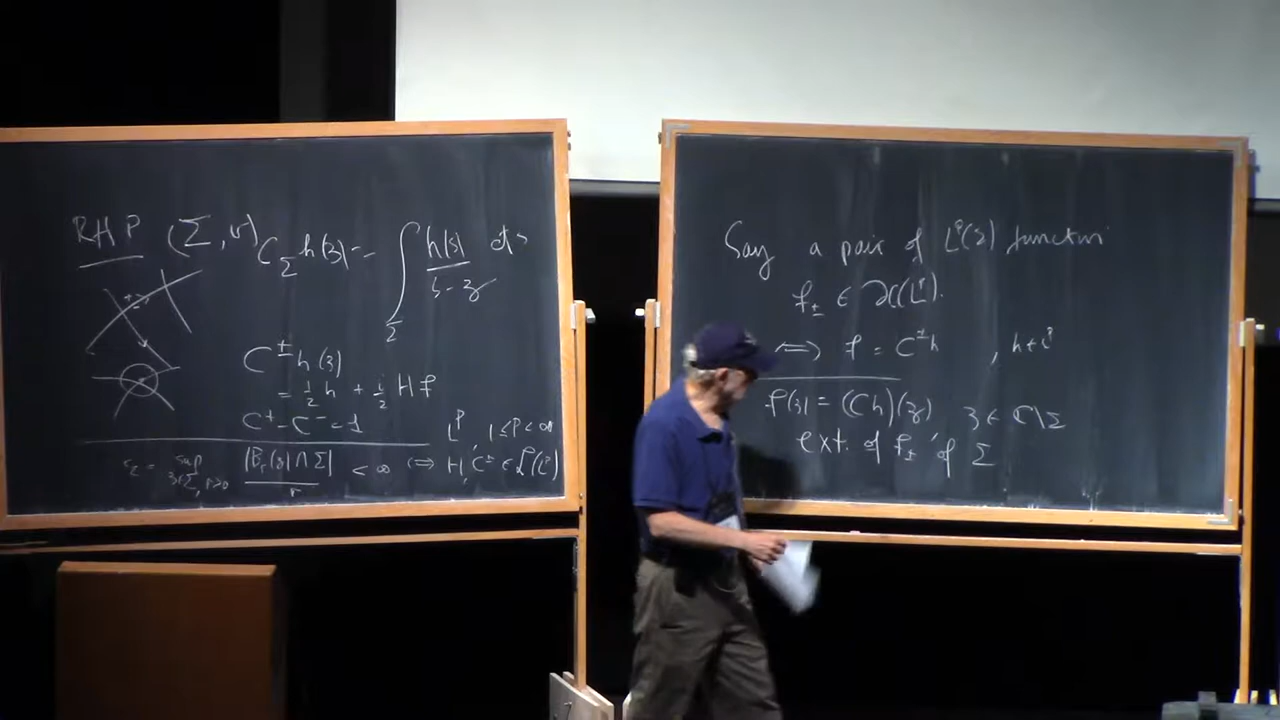 RHP (Σ, v) C_Σ h(z) = ∫_Σ h(s)/(s-z) ds
C^± h(z)
= 1/2 h + i/2 H f
C^+ - C^- = 1
L^p, 1 ≤ p < ∞
sup_{z∈Σ, r>0} |B_r(z) ∩ Σ| / r < ∞ ⇔ H, C^± ∈ L(L^p)
Say a pair of L^p(Σ) function
f_± ∈ ∂C(L^p).
⇔ f = C^± h , h ∈ L^p
f(z) = (Ch)(z) z ∈ C\Σ
ext. of f_± of Σ